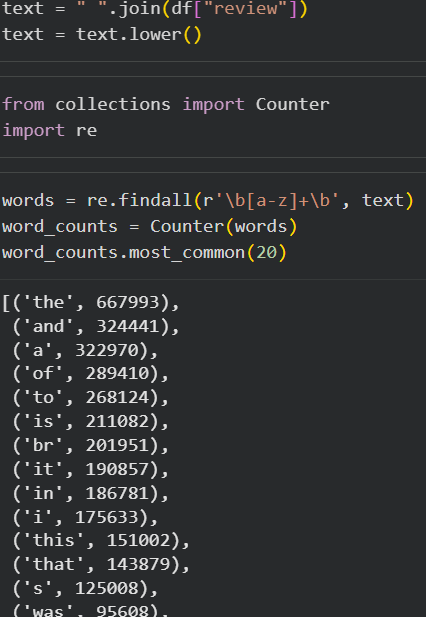 text = " ".join(df["review"])
text = text.lower()
from collections import Counter
import re
words = re.findall(r'\b[a-z]+\b', text)
word_counts = Counter(words)
word_counts.most_common(20)
[('the', 667993),
('and', 324441),
('a', 322970),
('of', 289410),
('to', 268124),
('is', 211082),
('br', 201951),
('it', 190857),
('in', 186781),
('i', 175633),
('this', 151002),
('that', 143879),
('s', 125008),
('was', 95608),